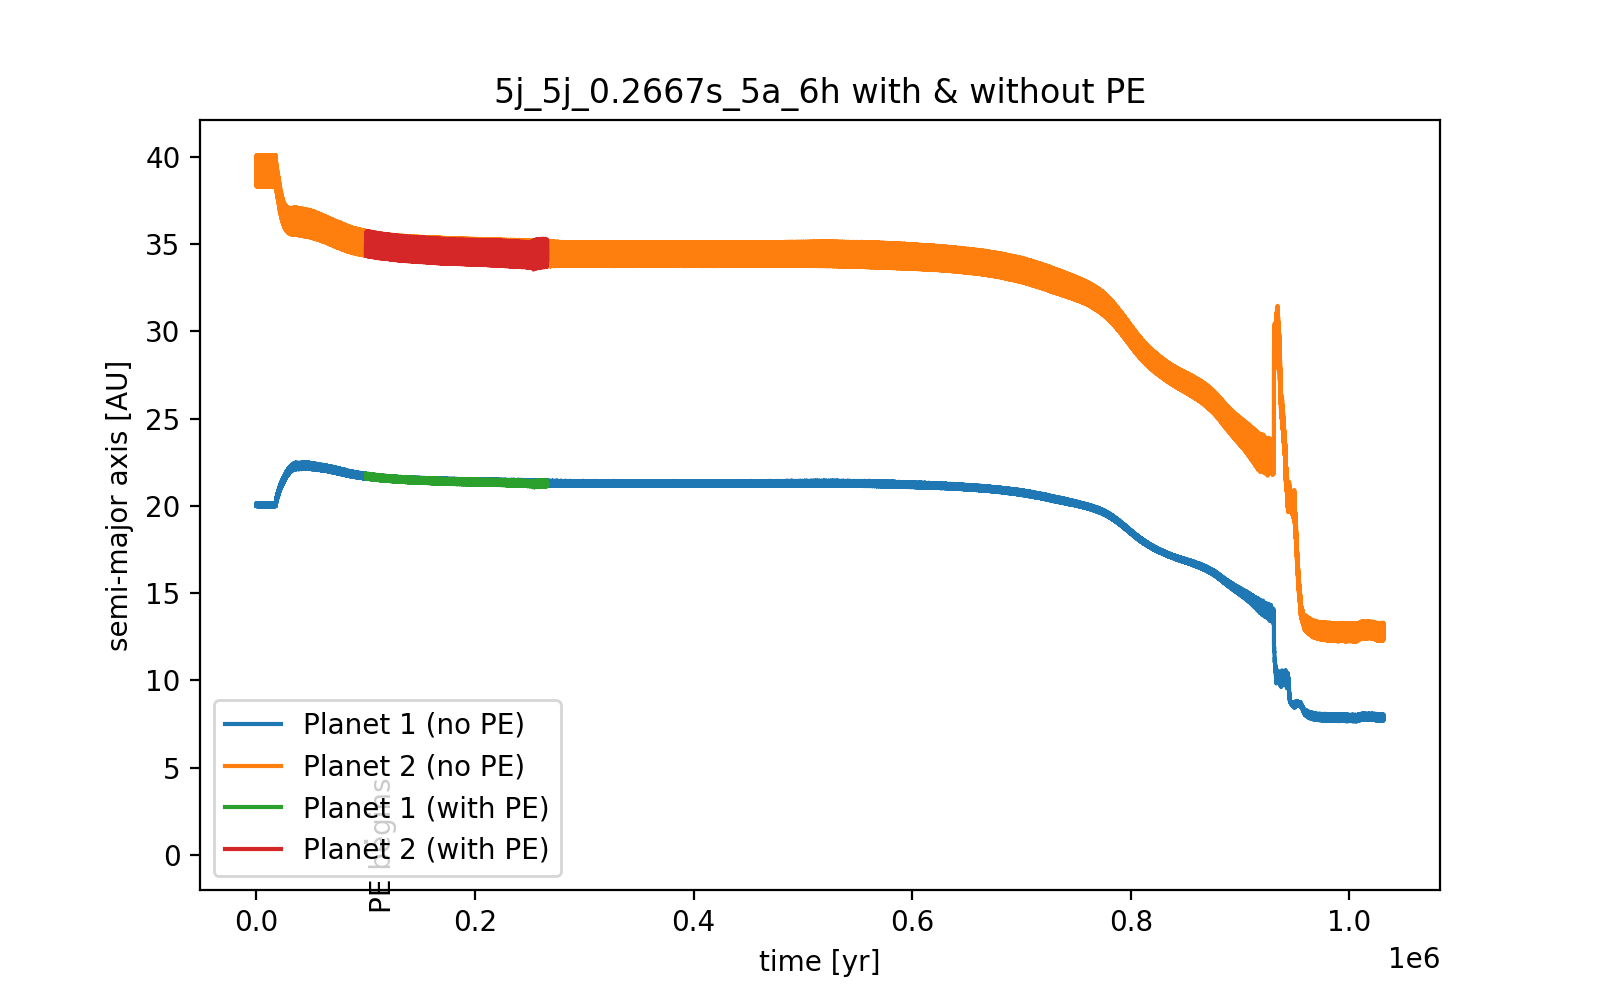 5j_5j_0.2667s_5a_6h with & without PE
semi-major axis [AU]
40
35
30
25
20
15
10
5
0
Planet 1 (no PE)
Planet 2 (no PE)
Planet 1 (with PE)
Planet 2 (with PE)
PE begins
0.0
0.2
0.4
0.6
0.8
1.0
time [yr]
1e6